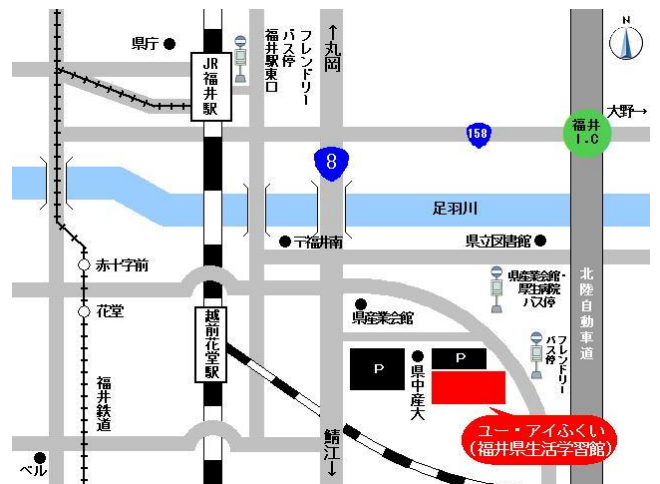 県庁
JR福井駅
フレンドリー
バス停
福井駅東口
↑丸岡
N
大野→
福井
I.C
158
8
足羽川
〒福井南
県立図書館
赤十字前
花堂
福井鉄道
越前花堂駅
県産業会館・
厚生病院
バス停
北陸自動車道
県産業会館
フレンドリー
バス停
P
県中産大
P
ユー・アイふくい
(福井県生活学習館)
鯖江↓
ベル